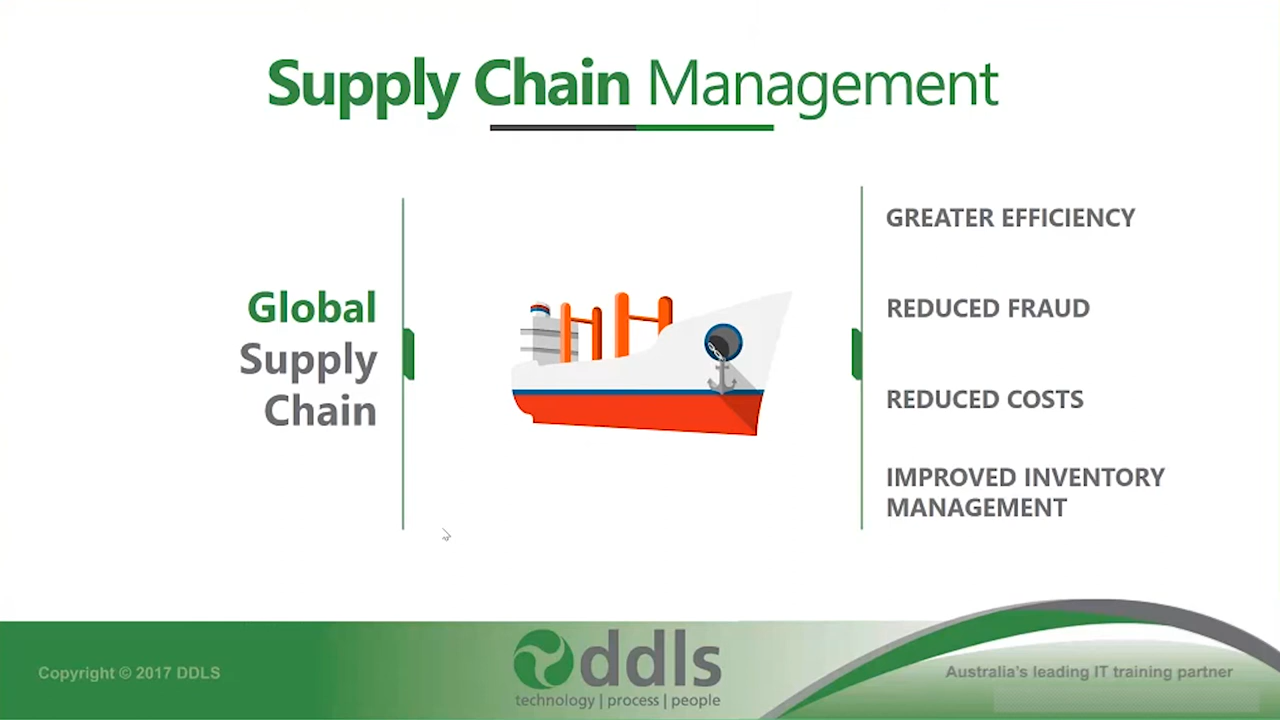 Supply Chain Management
Global
Supply
Chain
GREATER EFFICIENCY
REDUCED FRAUD
REDUCED COSTS
IMPROVED INVENTORY
MANAGEMENT
Copyright © 2017 DDLS
ddls
technology | process | people
Australia's leading IT training partner